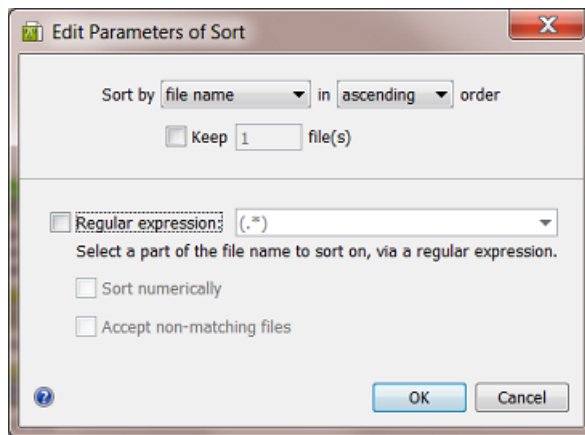 Edit Parameters of Sort
Sort by file name in ascending order
Keep 1 file(s)
Regular expression: (.*)
Select a part of the file name to sort on, via a regular expression.
Sort numerically
Accept non-matching files
? OK Cancel